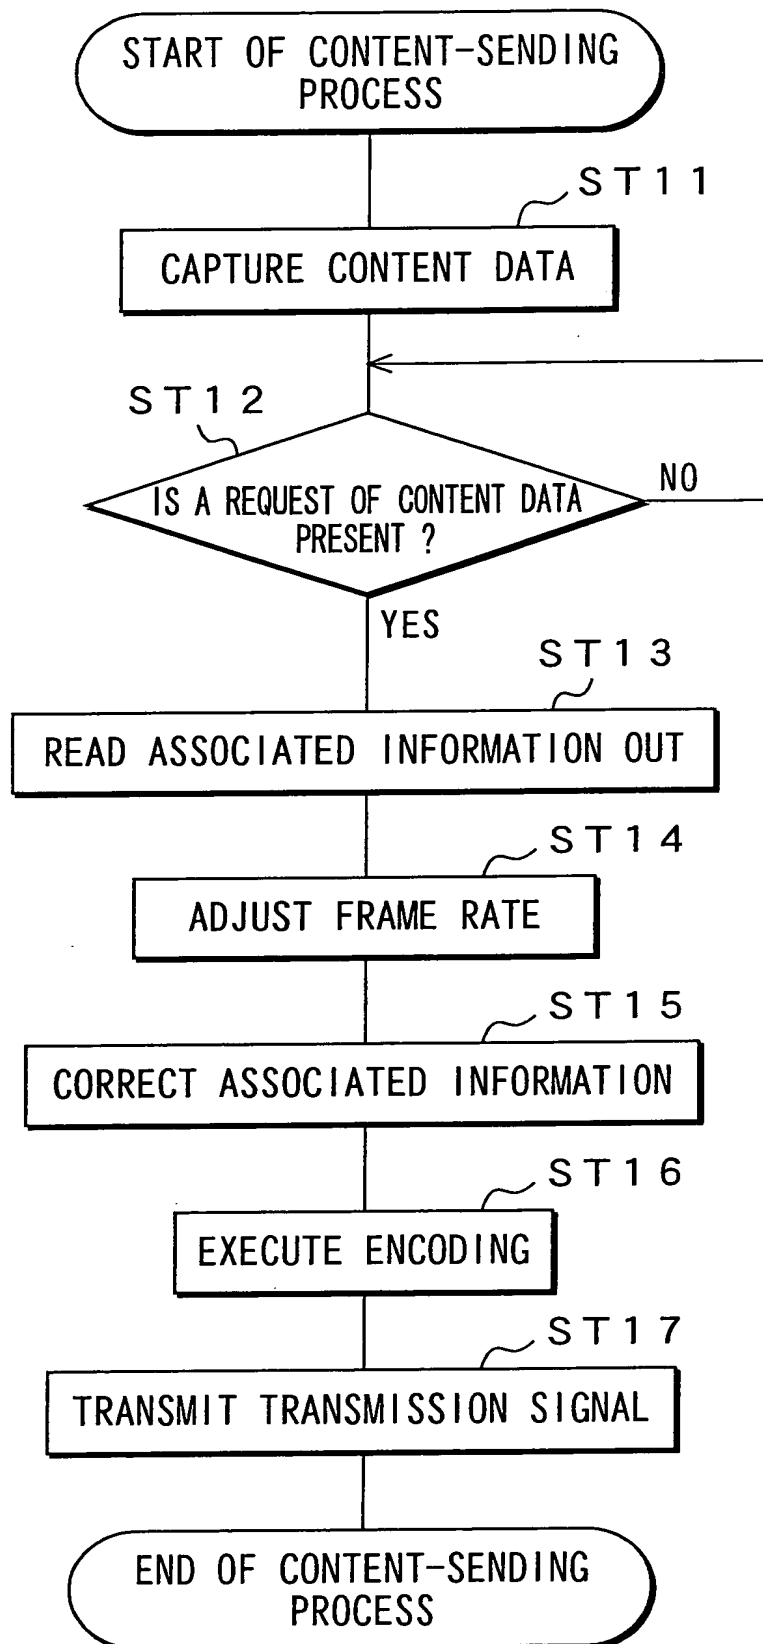 START OF CONTENT-SENDING
PROCESS
ST11
CAPTURE CONTENT DATA
ST12
IS A REQUEST OF CONTENT DATA
PRESENT ?
NO
YES
ST13
READ ASSOCIATED INFORMATION OUT
ST14
ADJUST FRAME RATE
ST15
CORRECT ASSOCIATED INFORMATION
ST16
EXECUTE ENCODING
ST17
TRANSMIT TRANSMISSION SIGNAL
END OF CONTENT-SENDING
PROCESS